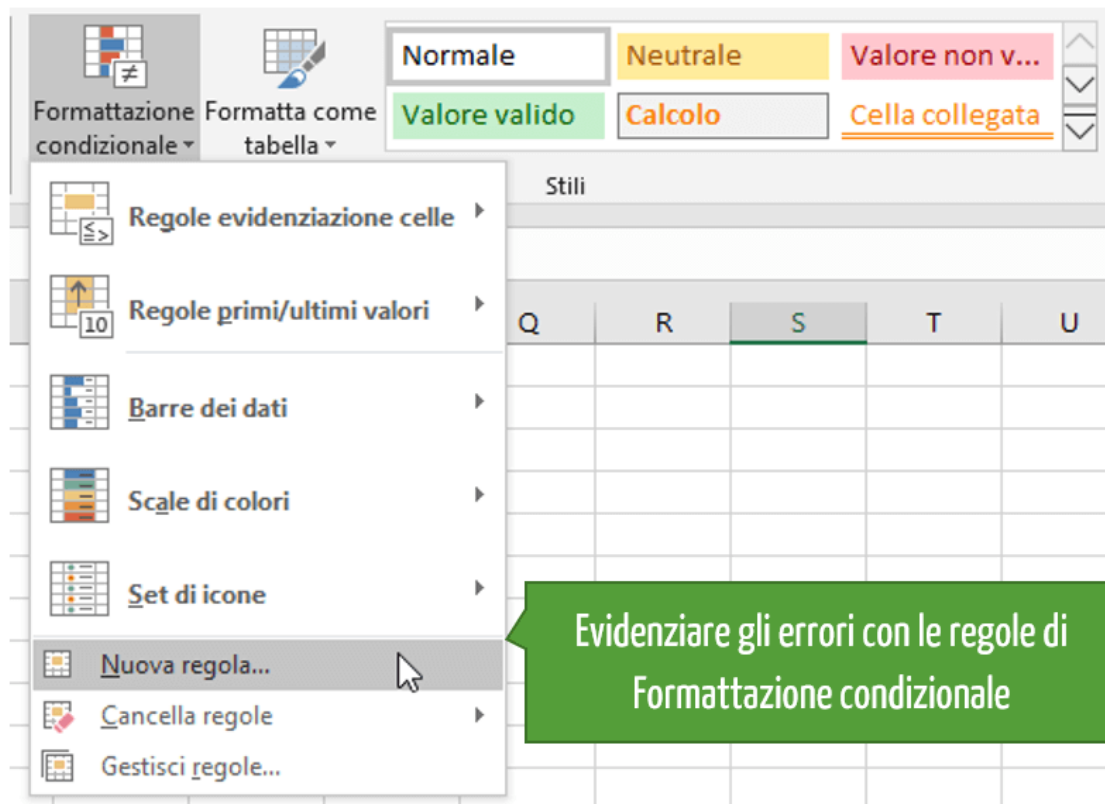 Formattazione
condizionale
Formatta come
tabella
Normale
Neutrale
Valore non v...
Valore valido
Calcolo
Cella collegata
Stili
Regole evidenziazione celle
10
Regole primi/ultimi valori
Barre dei dati
Scale di colori
Set di icone
Nuova regola...
Cancella regole
Gestisci regole...
Q R S T U
Evidenziare gli errori con le regole di
Formattazione condizionale